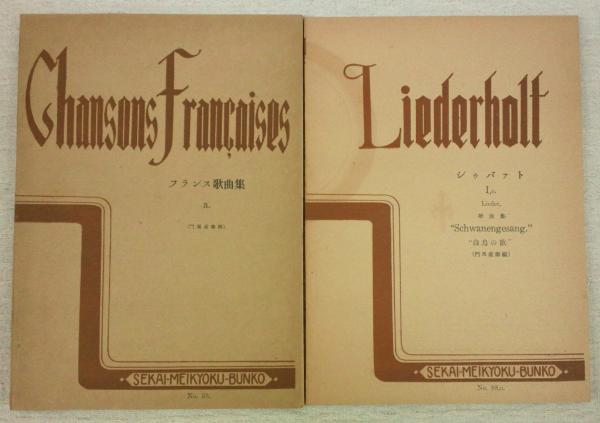 Chansons Françaises
フランス歌曲集
SEKAI-MEIKYOKU-BUNKO
Liederholt
シゥバァト
Lieder,
歌曲集
"Schwanengesang."
"白鳥の歌"
SEKAI-MEIKYOKU-BUNKO